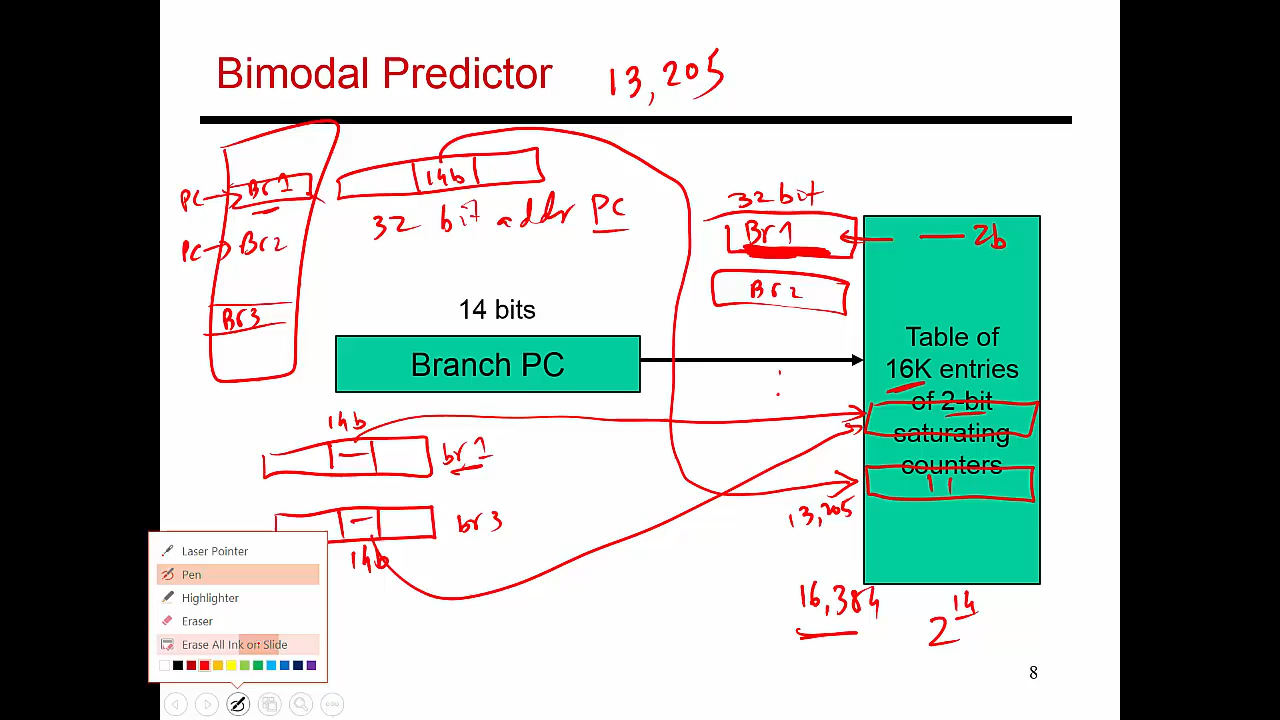 Bimodal Predictor 13,205
PC Br1
PC Br2
Br3
14b
32 bit addr PC
32 bit
Br1
2b
Br2
14 bits
Branch PC
Table of
16K entries
of 2-bit
saturating
counters
14b
br1
br3
14b
11
13,205
16,384
2^14
Laser Pointer
Pen
Highlighter
Eraser
Erase All Ink on Slide
8